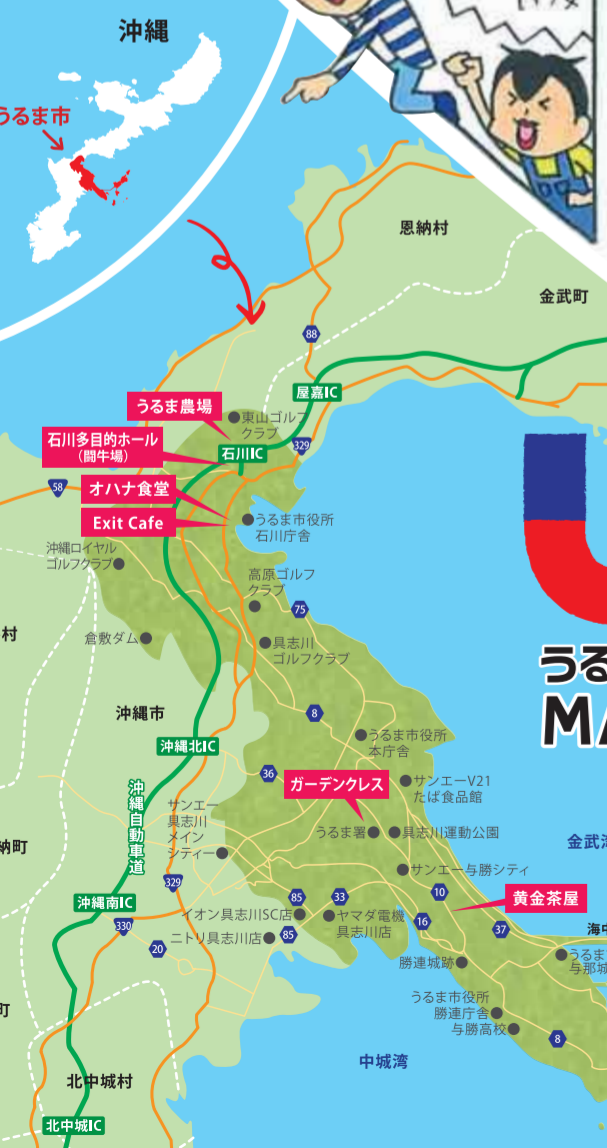 沖縄
うるま市
恩納村
金武町
88
屋嘉IC
うるま農場
東山ゴルフ
クラブ
石川多目的ホール
(闘牛場)
石川IC
329
58
オハナ食堂
Exit Cafe
うるま市役所
石川庁舎
沖縄ロイヤル
ゴルフクラブ
高原ゴルフ
クラブ
75
村
倉敷ダム
具志川
ゴルフクラブ
うる
MA
沖縄市
8
沖縄北IC
うるま市役所
本庁舎
36
ガーデンクレス
サンエーV21
たば食品館
沖縄自動車道
サンエー
具志川
メイン
シティー
うるま署
具志川運動公園
納町
金武湾
サンエー与勝シティ
329
10
黄金茶屋
沖縄南IC
85
33
330
イオン具志川SC店
ヤマダ電機
具志川店
16
37
海中
20
ニトリ具志川店
85
勝連城跡
うるま
与那城
うるま市役所
勝連庁舎
与勝高校
町
8
中城湾
北中城村
北中城IC